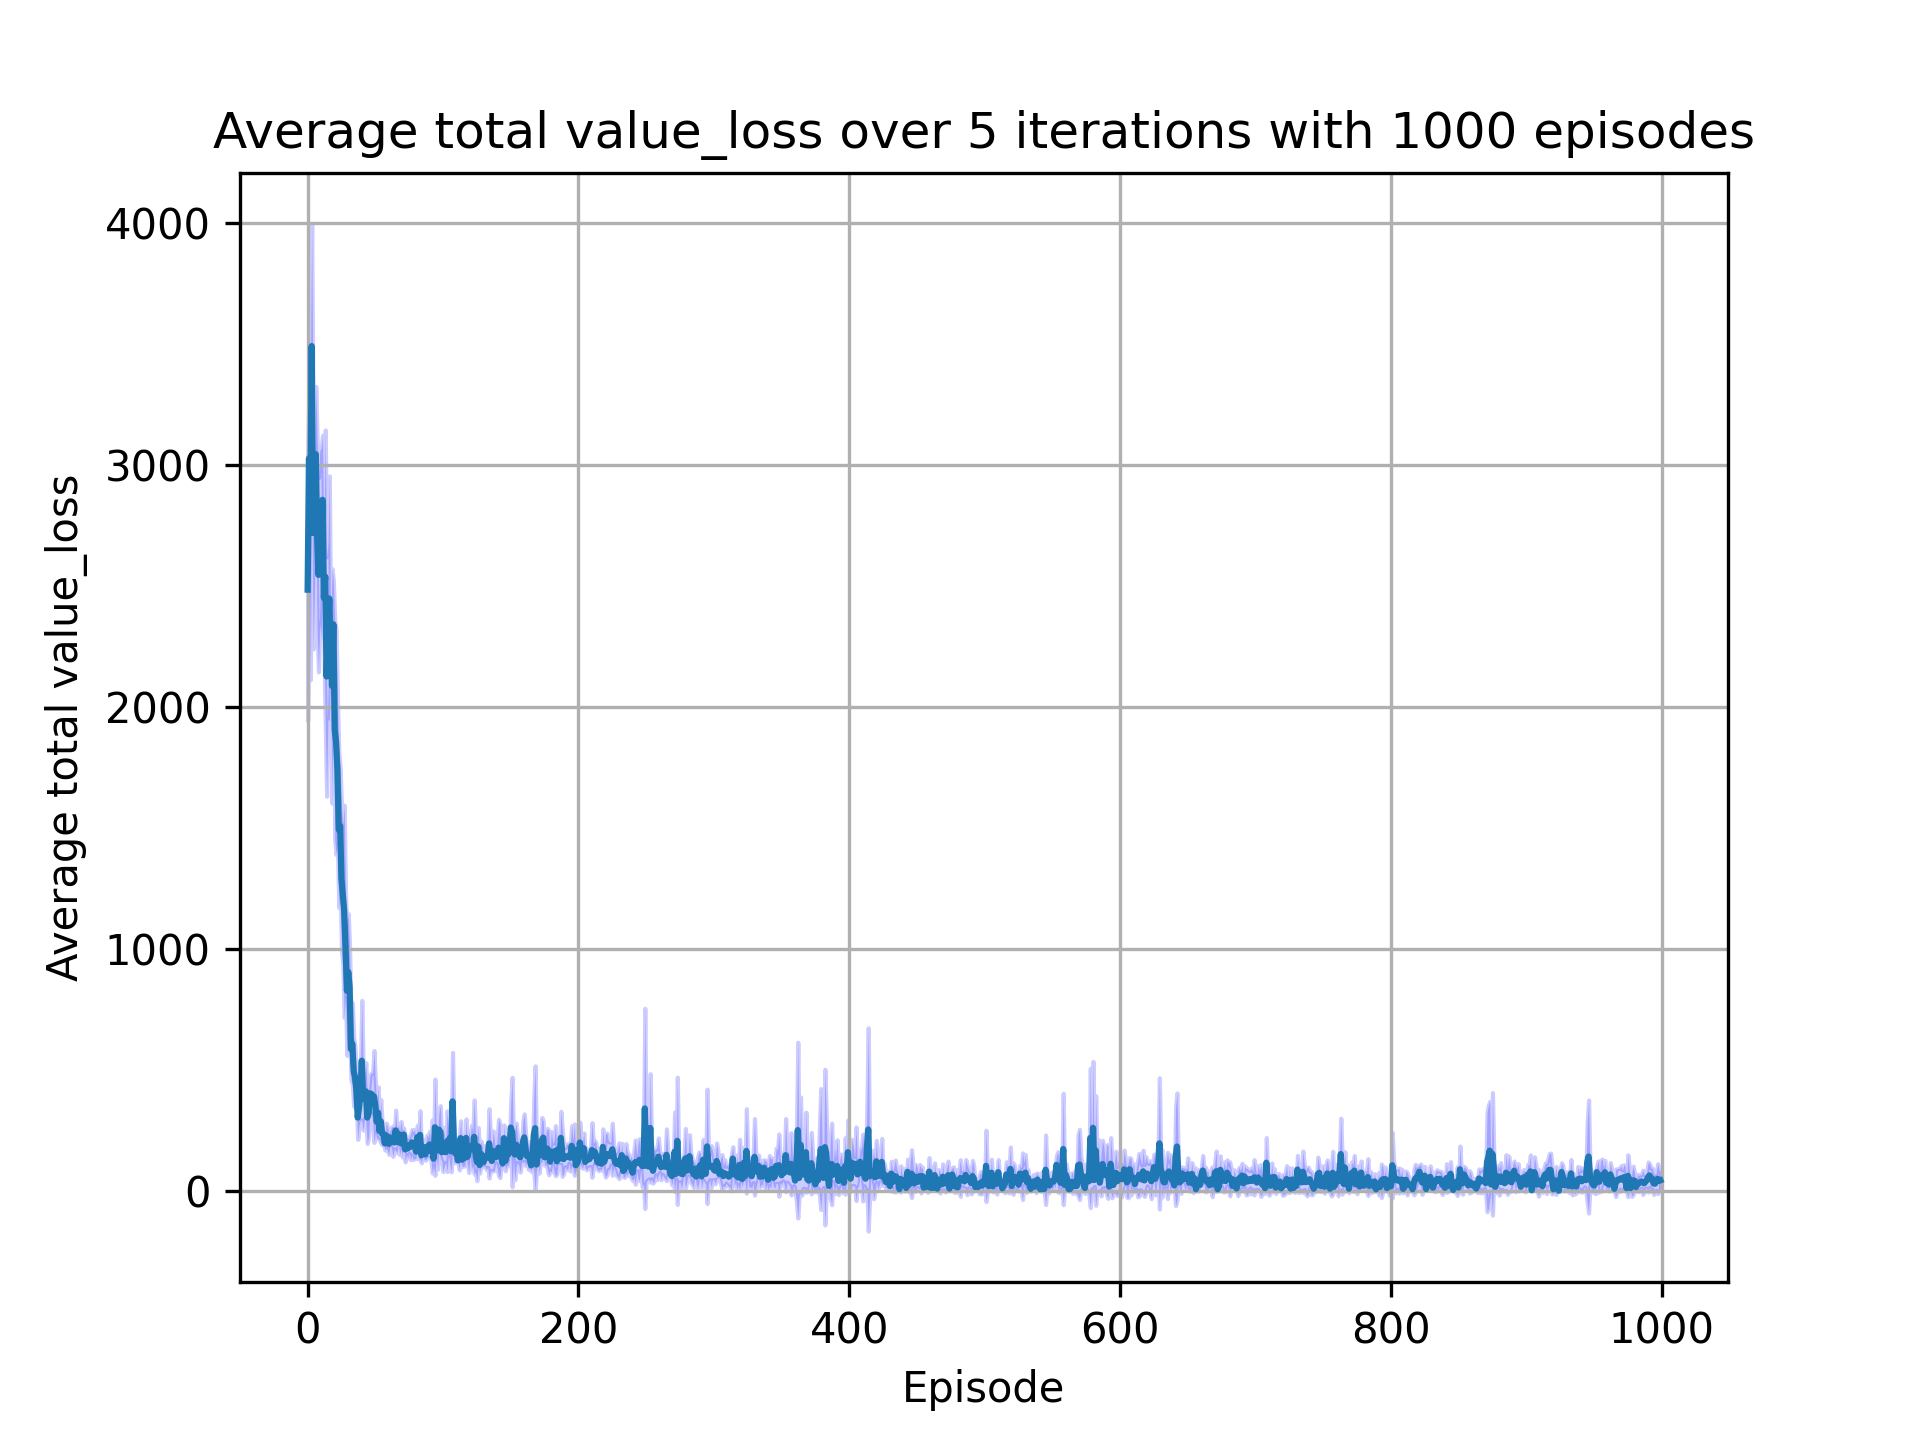 Average total value_loss over 5 iterations with 1000 episodes
Average total value_loss
4000
3000
2000
1000
0
0 200 400 600 800 1000
Episode